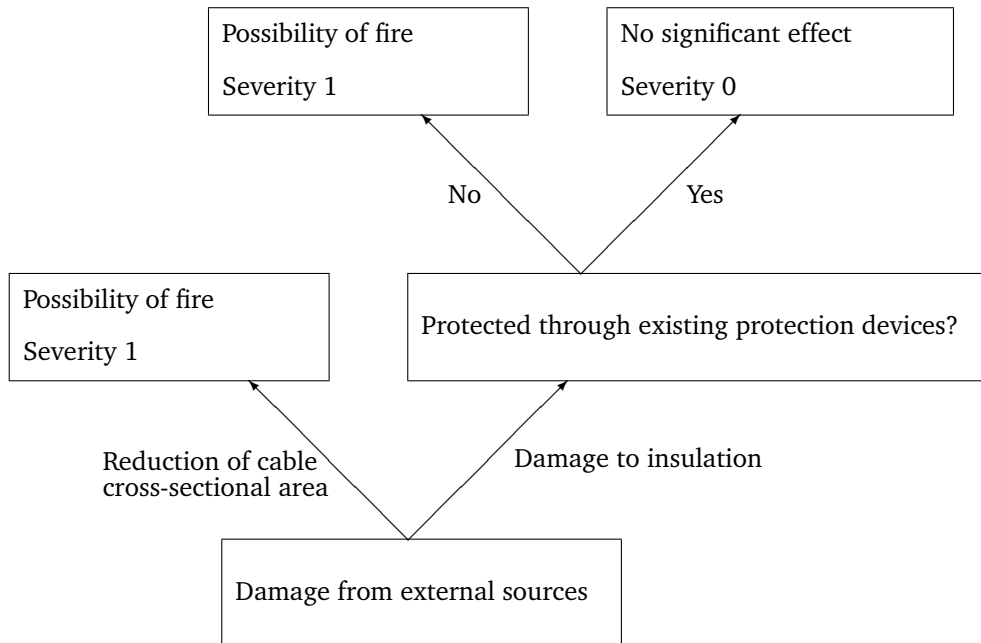 Possibility of fire
Severity 1
No significant effect
Severity 0
No
Yes
Possibility of fire
Severity 1
Protected through existing protection devices?
Reduction of cable
cross-sectional area
Damage to insulation
Damage from external sources